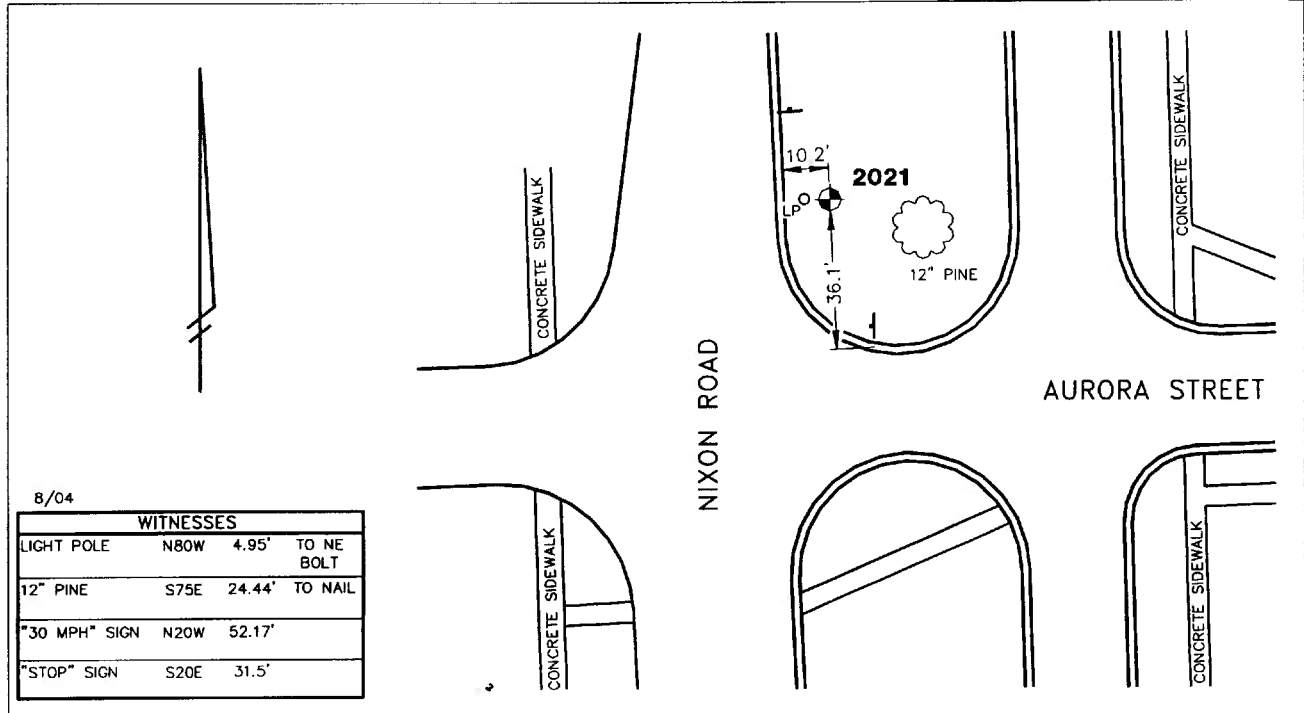 10.2'
2021
LP
36.1'
12" PINE
CONCRETE SIDEWALK
CONCRETE SIDEWALK
NIXON ROAD
AURORA STREET
8/04
WITNESSES
LIGHT POLE N80W 4.95' TO NE
BOLT
12" PINE S75E 24.44' TO NAIL
"30 MPH" SIGN N20W 52.17'
"STOP" SIGN S20E 31.5'
CONCRETE SIDEWALK
CONCRETE SIDEWALK